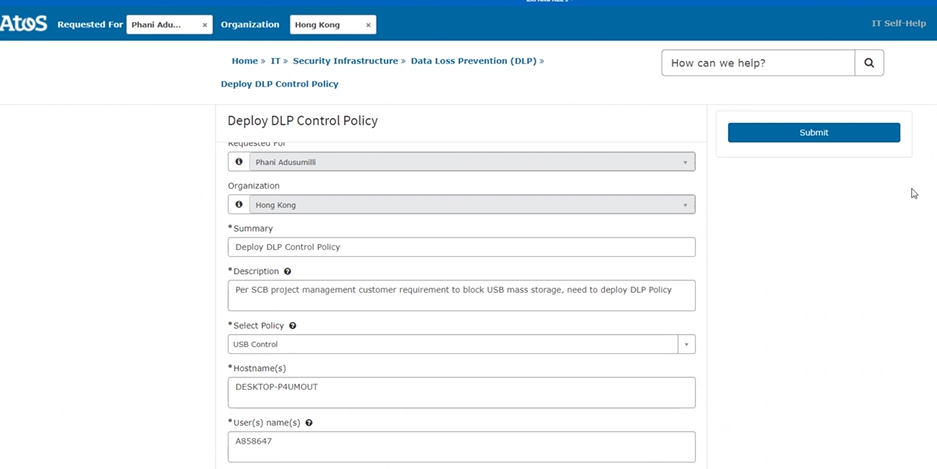 Atos Requested For Phani Adu... × Organization Hong Kong × IT Self-Help
Home » IT » Security Infrastructure » Data Loss Prevention (DLP) »
Deploy DLP Control Policy
How can we help?
Deploy DLP Control Policy
Submit
Requested For
Phani Adusumilli
Organization
Hong Kong
*Summary
Deploy DLP Control Policy
*Description
Per SCB project management customer requirement to block USB mass storage, need to deploy DLP Policy
*Select Policy
USB Control
*Hostname(s)
DESKTOP-P4UMOUT
*User(s) name(s)
A858647